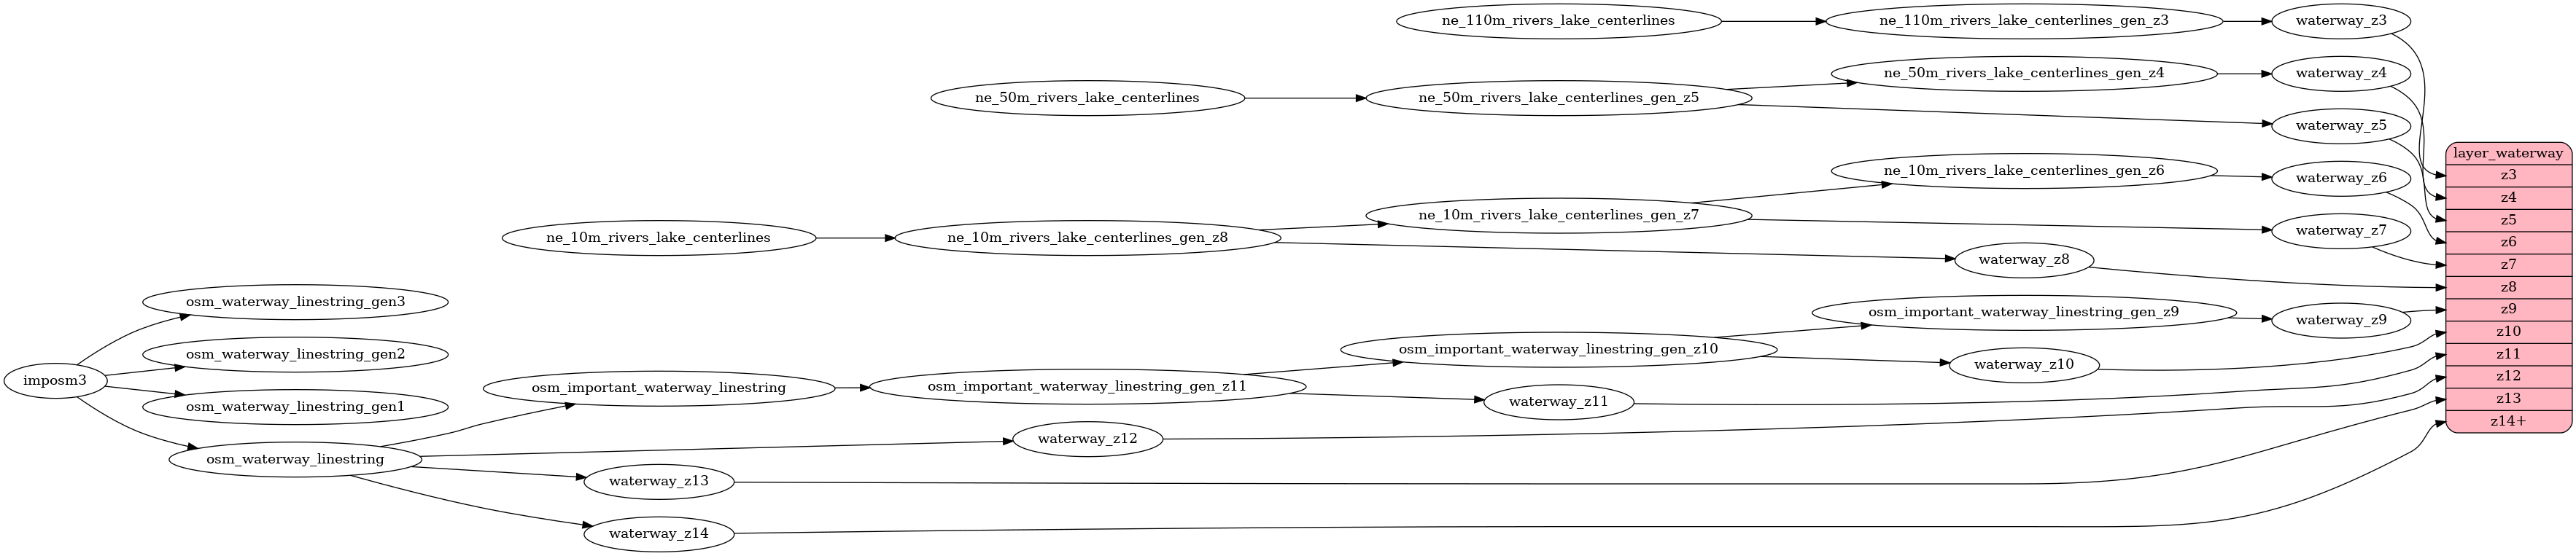 ne_110m_rivers_lake_centerlines
ne_110m_rivers_lake_centerlines_gen_z3
waterway_z3
ne_50m_rivers_lake_centerlines
ne_50m_rivers_lake_centerlines_gen_z5
ne_50m_rivers_lake_centerlines_gen_z4
waterway_z4
waterway_z5
ne_10m_rivers_lake_centerlines
ne_10m_rivers_lake_centerlines_gen_z8
ne_10m_rivers_lake_centerlines_gen_z7
ne_10m_rivers_lake_centerlines_gen_z6
waterway_z6
waterway_z7
waterway_z8
imposm3
osm_waterway_linestring_gen3
osm_waterway_linestring_gen2
osm_waterway_linestring_gen1
osm_waterway_linestring
osm_important_waterway_linestring
osm_important_waterway_linestring_gen_z11
osm_important_waterway_linestring_gen_z10
osm_important_waterway_linestring_gen_z9
waterway_z9
waterway_z10
waterway_z11
waterway_z12
waterway_z13
waterway_z14
layer_waterway
z3
z4
z5
z6
z7
z8
z9
z10
z11
z12
z13
z14+